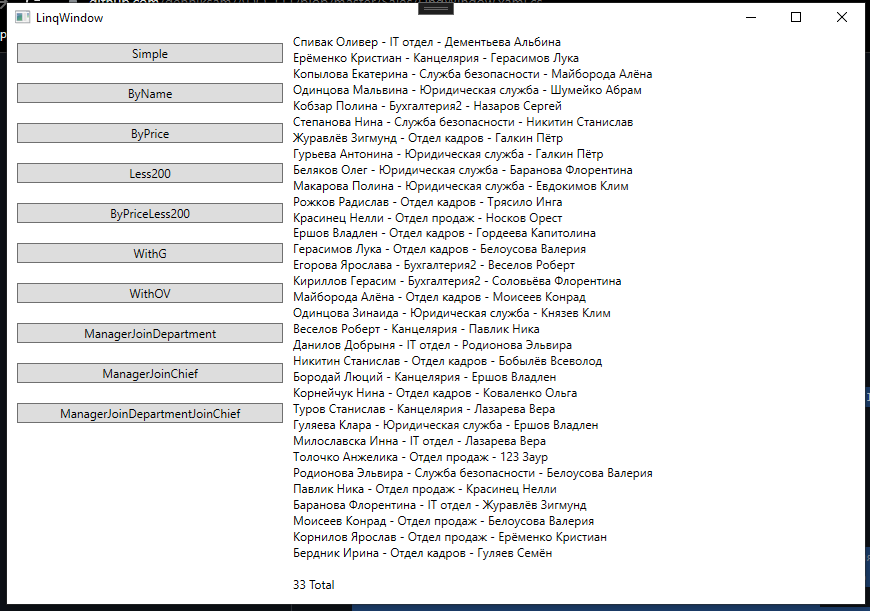 LinqWindow
Simple
ByName
ByPrice
Less200
ByPriceLess200
WithG
WithOV
ManagerJoinDepartment
ManagerJoinChief
ManagerJoinDepartmentJoinChief
Спивак Оливер - IT отдел - Дементьева Альбина
Ерёменко Кристиан - Канцелярия - Герасимов Лука
Копылова Екатерина - Служба безопасности - Майборода Алёна
Одинцова Мальвина - Юридическая служба - Шумейко Абрам
Кобзар Полина - Бухгалтерия2 - Назаров Сергей
Степанова Нина - Служба безопасности - Никитин Станислав
Журавлёв Зигмунд - Отдел кадров - Галкин Пётр
Гурьева Антонина - Юридическая служба - Галкин Пётр
Беляков Олег - Юридическая служба - Баранова Флорентина
Макарова Полина - Юридическая служба - Евдокимов Клим
Рожков Радислав - Отдел кадров - Трясило Инга
Красинец Нелли - Отдел продаж - Носков Орест
Ершов Владлен - Отдел кадров - Гордеева Капитолина
Герасимов Лука - Отдел кадров - Белоусова Валерия
Егорова Ярослава - Бухгалтерия2 - Веселов Роберт
Кириллов Герасим - Бухгалтерия2 - Соловьёва Флорентина
Майборода Алёна - Отдел кадров - Моисеев Конрад
Одинцова Зинаида - Юридическая служба - Князев Клим
Веселов Роберт - Канцелярия - Павлик Ника
Данилов Добрыня - IT отдел - Родионова Эльвира
Никитин Станислав - Отдел кадров - Бобылёв Всеволод
Бородай Люций - Канцелярия - Ершов Владлен
Корнейчук Нина - Отдел кадров - Коваленко Ольга
Туров Станислав - Канцелярия - Лазарева Вера
Гуляева Клара - Юридическая служба - Ершов Владлен
Милославска Инна - IT отдел - Лазарева Вера
Толочко Анжелика - Отдел продаж - 123 Заур
Родионова Эльвира - Служба безопасности - Белоусова Валерия
Павлик Ника - Отдел продаж - Красинец Нелли
Баранова Флорентина - IT отдел - Журавлёв Зигмунд
Моисеев Конрад - Отдел продаж - Белоусова Валерия
Корнилов Ярослав - Отдел продаж - Ерёменко Кристиан
Бердник Ирина - Отдел кадров - Гуляев Семён
33 Total